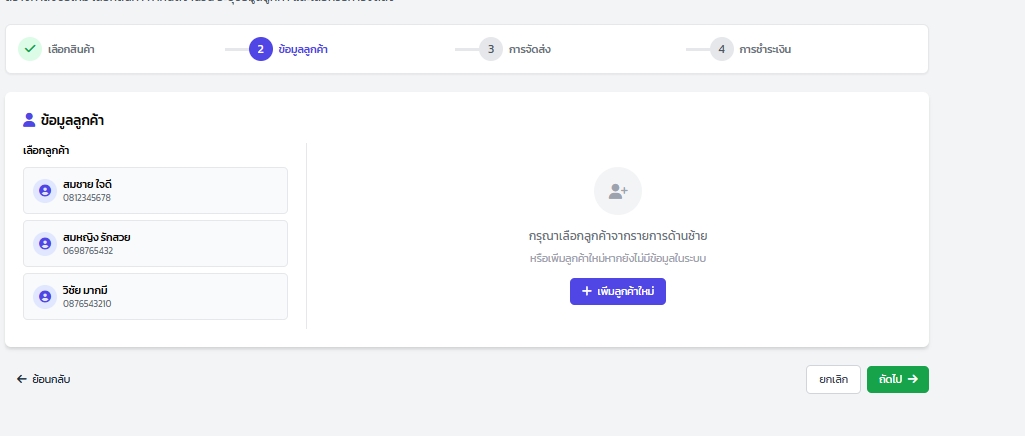 เลือกสินค้า
2 ข้อมูลลูกค้า
3 การจัดส่ง
4 การชำระเงิน
ข้อมูลลูกค้า
เลือกลูกค้า
สมชาย ใจดี
0812345678
สมหญิง รักสวย
0698765432
วิชัย มากมี
0876543210
กรุณาเลือกลูกค้าจากรายการด้านซ้าย
หรือเพิ่มลูกค้าใหม่หากยังไม่มีข้อมูลในระบบ
เพิ่มลูกค้าใหม่
ย้อนกลับ
ยกเลิก
ถัดไป